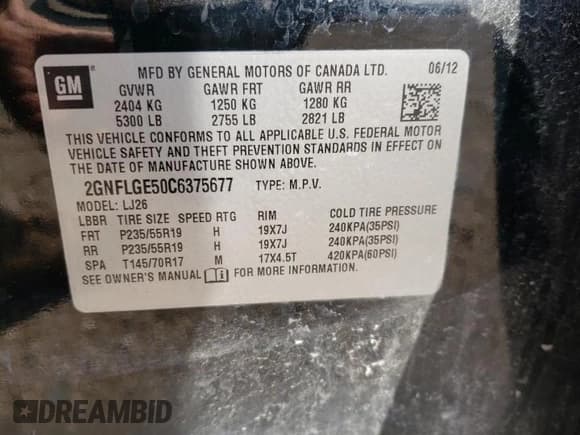 GM
MFD BY GENERAL MOTORS OF CANADA LTD. 06/12
GVWR GAWR FRT GAWR RR
2404 KG 1250 KG 1280 KG
5300 LB 2755 LB 2821 LB
THIS VEHICLE CONFORMS TO ALL APPLICABLE U.S. FEDERAL MOTOR
VEHICLE SAFETY AND THEFT PREVENTION STANDARDS IN EFFECT ON
THE DATE OF MANUFACTURE SHOWN ABOVE.
2GNFLGE50C6375677 TYPE: M.P.V.
MODEL: LJ26
LBBR TIRE SIZE SPEED RTG RIM COLD TIRE PRESSURE
FRT P235/55R19 H 19X7J 240KPA(35PSI)
RR P235/55R19 H 19X7J 240KPA(35PSI)
SPA T145/70R17 M 17X4.5T 420KPA(60PSI)
SEE OWNER'S MANUAL FOR MORE INFORMATION.
DREAMBID